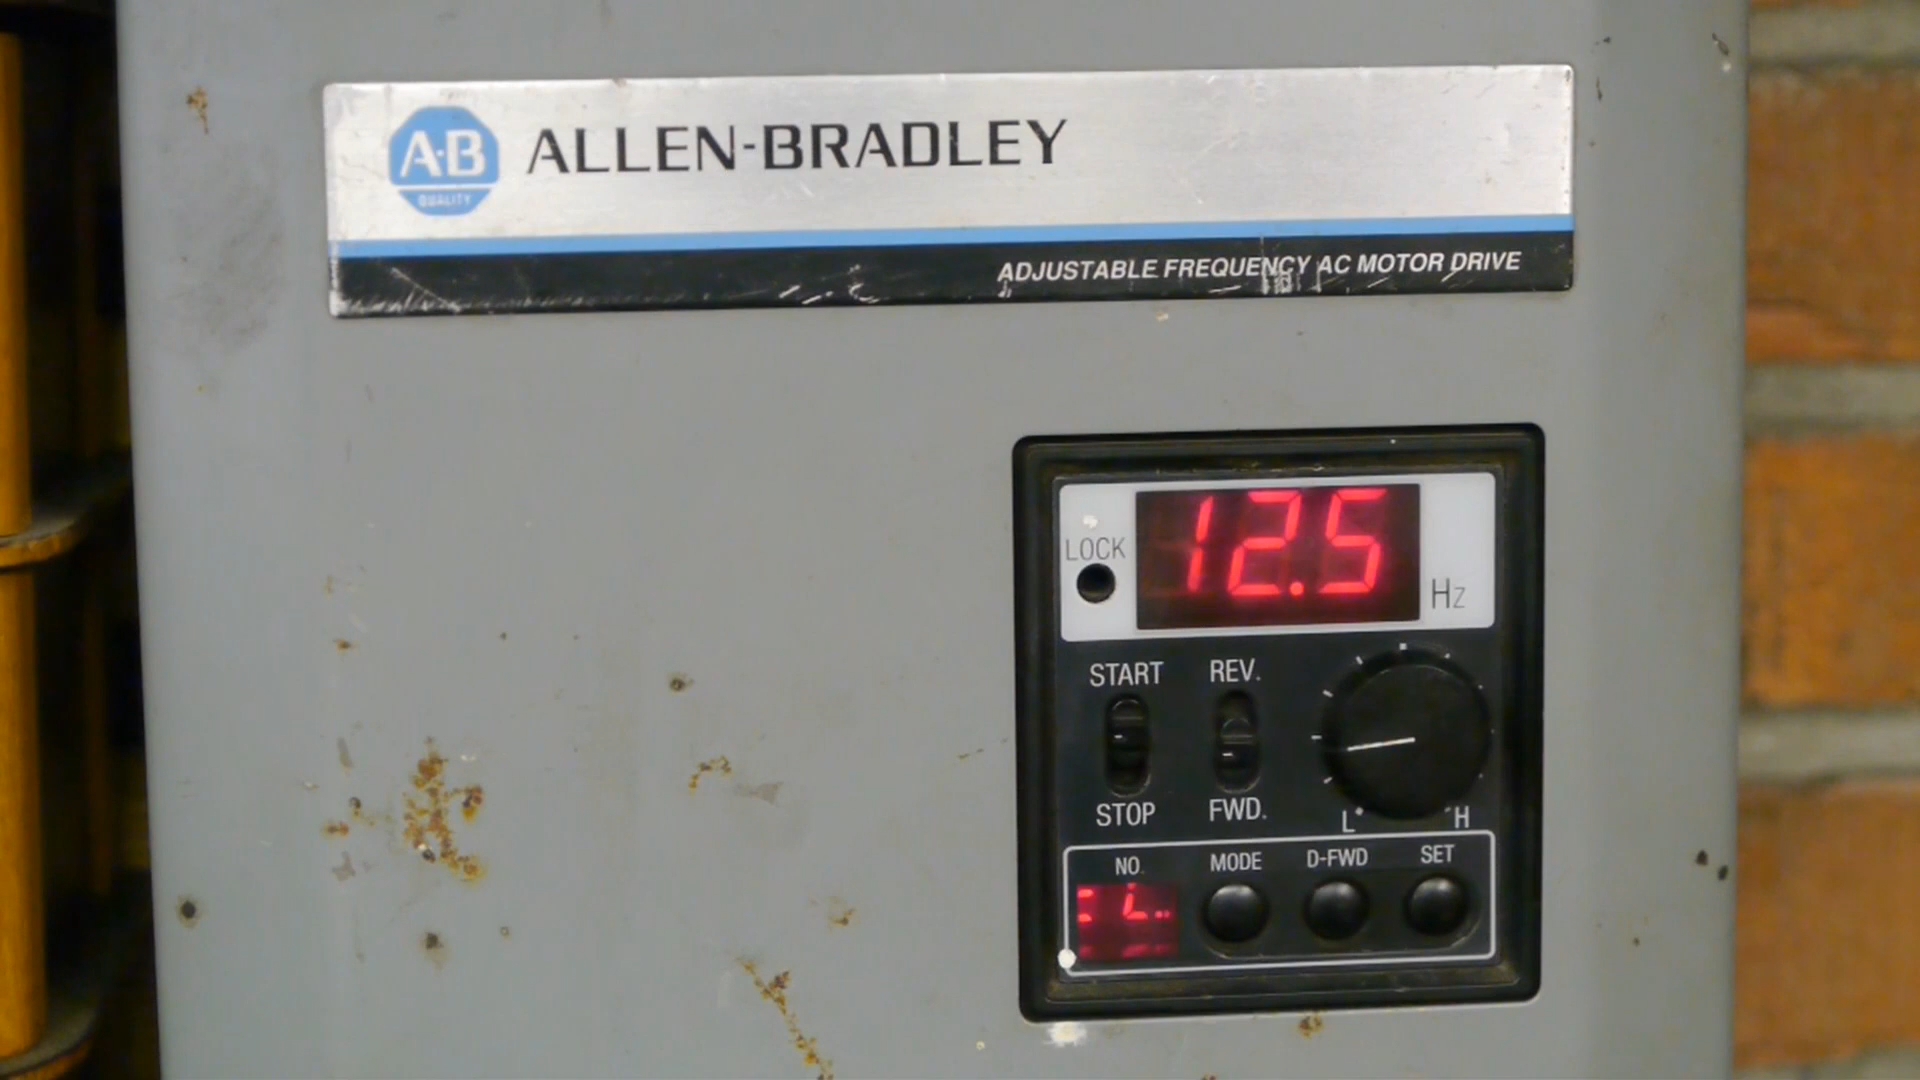 A·B
QUALITY
ALLEN-BRADLEY
ADJUSTABLE FREQUENCY AC MOTOR DRIVE
LOCK
12.5
Hz
START
REV.
STOP
FWD.
L
H
NO.
MODE
D-FWD
SET